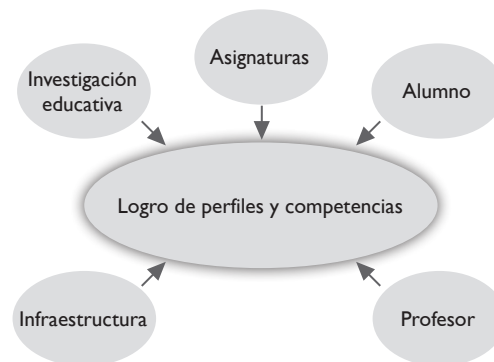 Asignaturas
Investigación
educativa
Alumno
Logro de perfiles y competencias
Infraestructura
Profesor